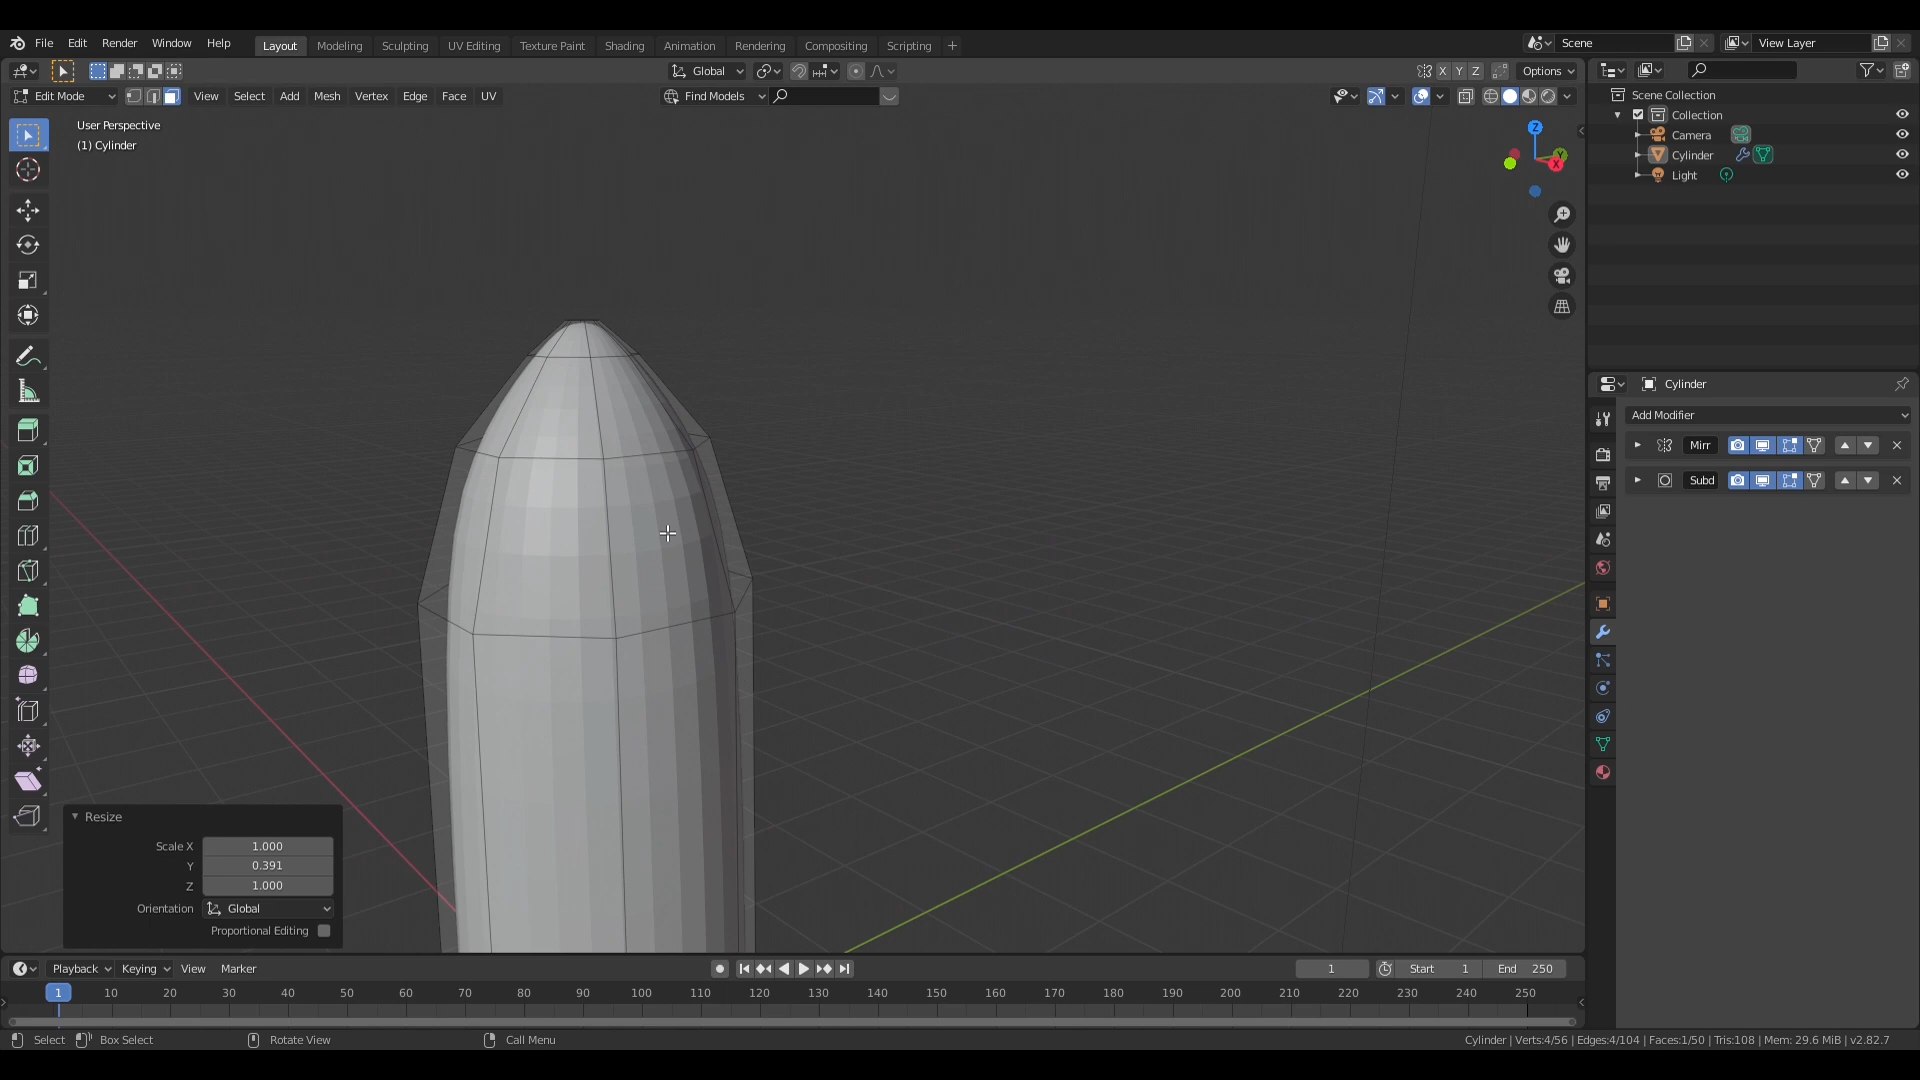 File Edit Render Window Help Layout Modeling Sculpting UV Editing Texture Paint Shading Animation Rendering Compositing Scripting + Scene View Layer
Global X Y Z Options
Edit Mode View Select Add Mesh Vertex Edge Face UV Find Models
User Perspective
(1) Cylinder
Z
Y
X
Scene Collection
Collection
Camera
Cylinder
Light
Cylinder
Add Modifier
Mirr
Subd
Resize
Scale X 1.000
Y 0.391
Z 1.000
Orientation Global
Proportional Editing
Playback Keying View Marker 1 Start 1 End 250
1 10 20 30 40 50 60 70 80 90 100 110 120 130 140 150 160 170 180 190 200 210 220 230 240 250
Select Box Select Rotate View Call Menu Cylinder | Verts:4/56 | Edges:4/104 | Faces:1/50 | Tris:108 | Mem: 29.6 MiB | v2.82.7